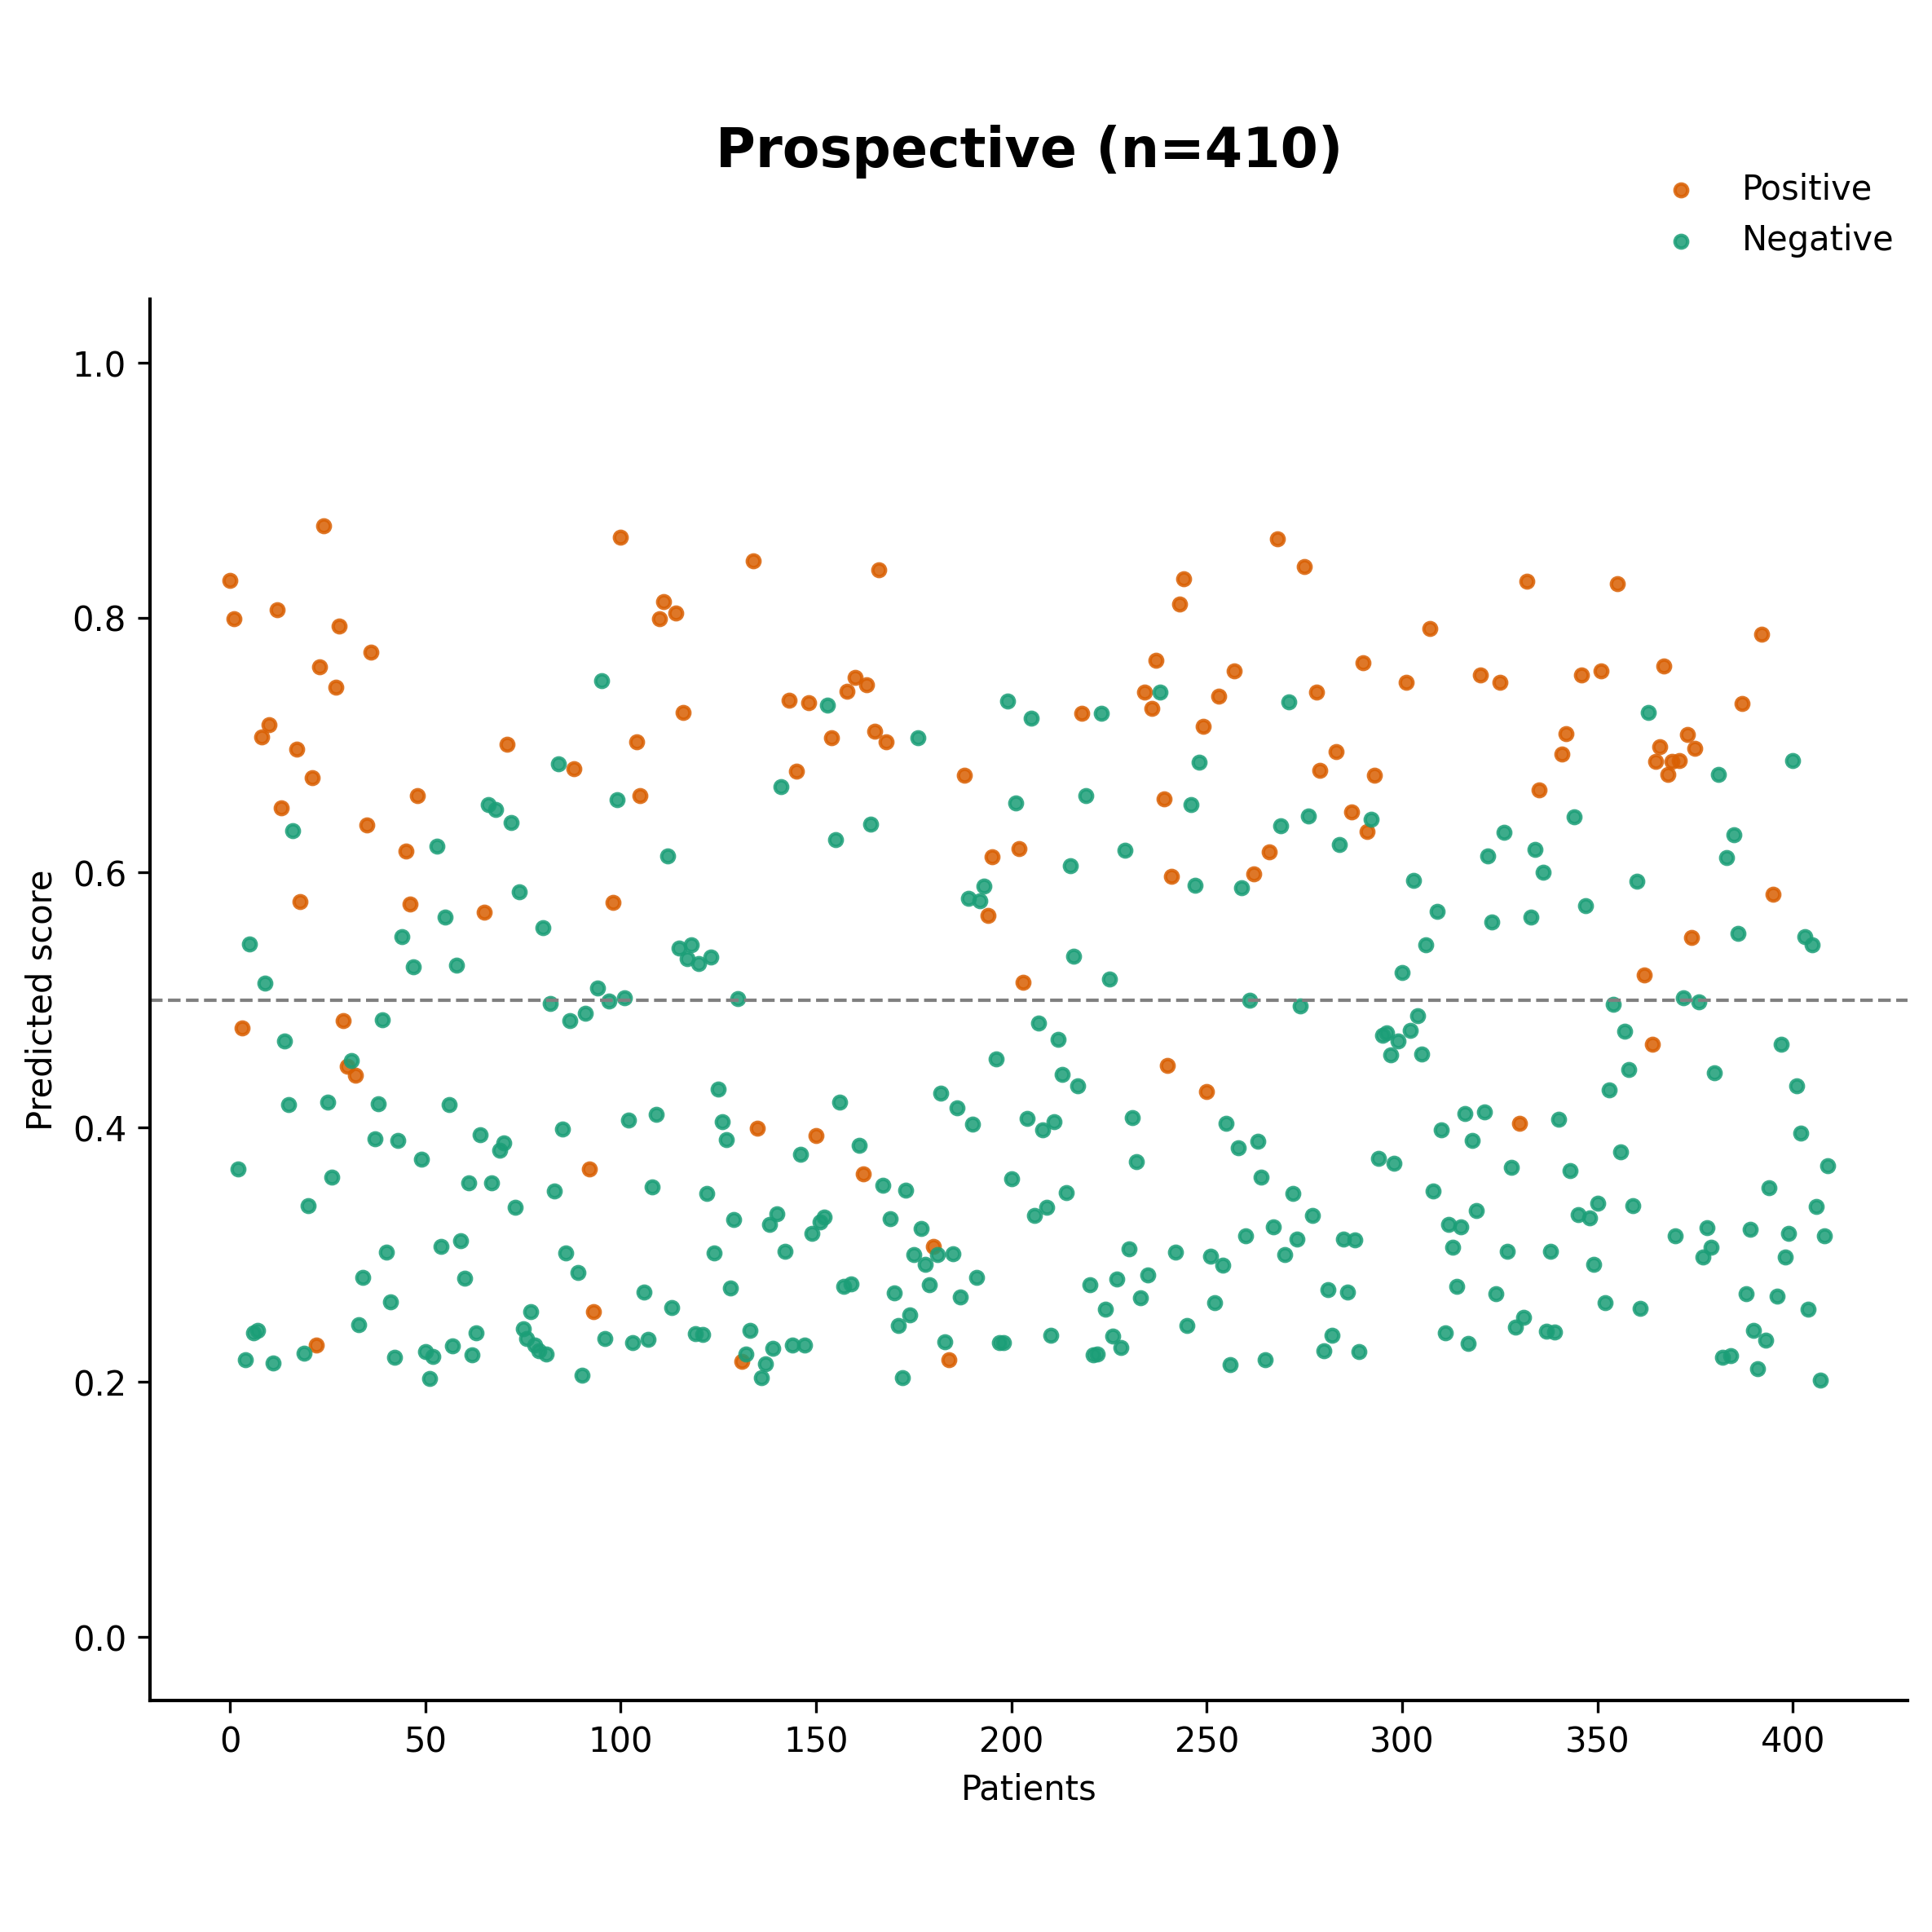 Prospective (n=410)
Positive
Negative
1.0
0.8
0.6
0.4
0.2
0.0
Predicted score
0 50 100 150 200 250 300 350 400
Patients